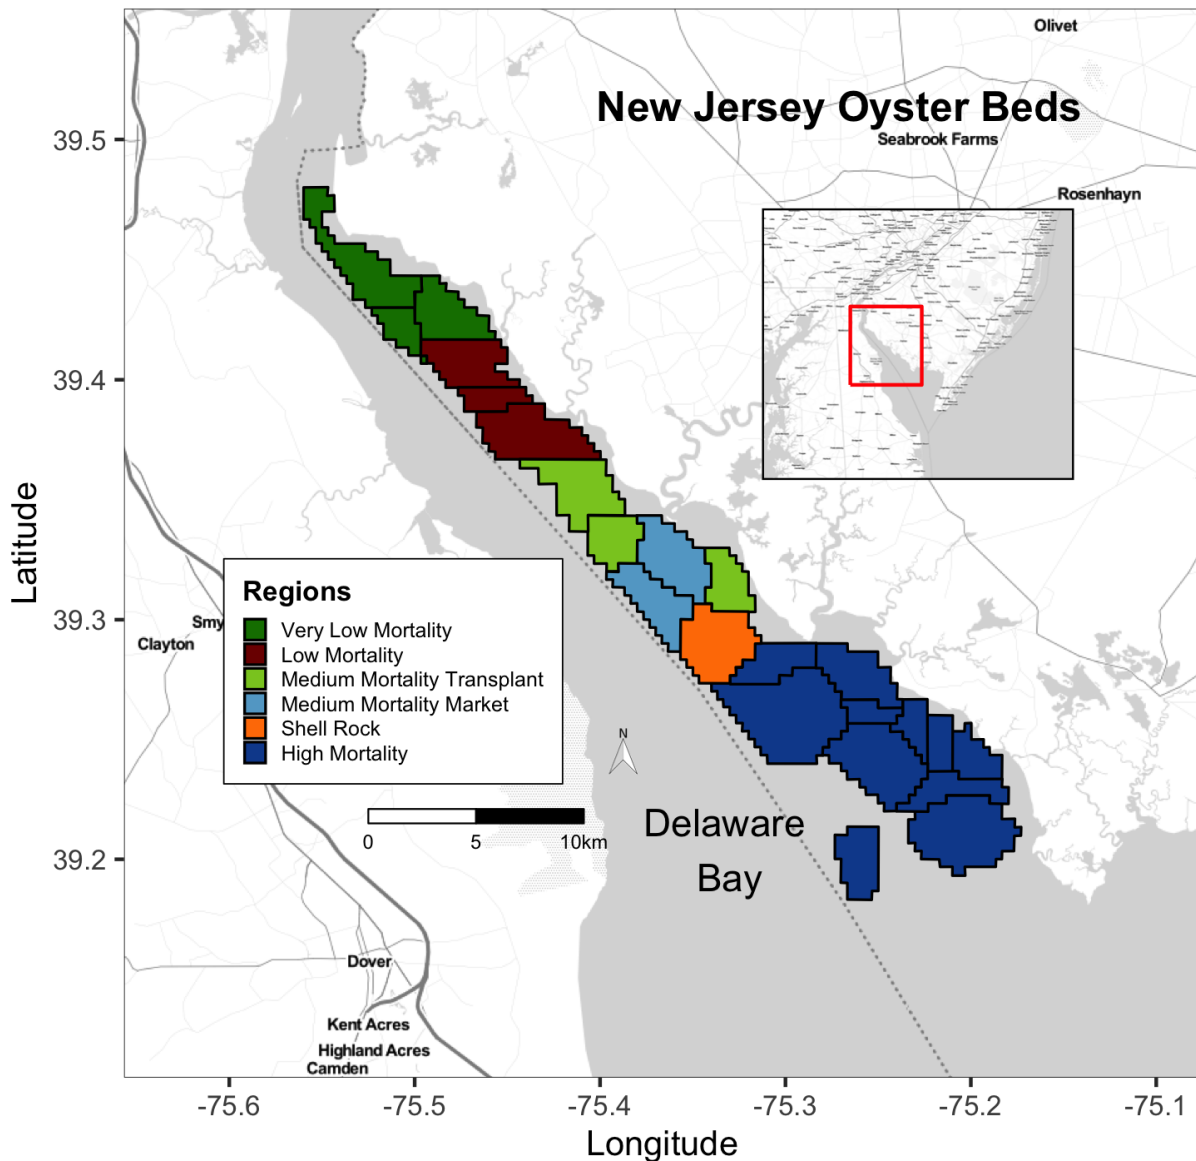 Olivet
New Jersey Oyster Beds
Seabrook Farms
Rosenhayn
39.5
39.4
39.3
39.2
Latitude
Smy
Clayton
Regions
Very Low Mortality
Low Mortality
Medium Mortality Transplant
Medium Mortality Market
Shell Rock
High Mortality
N
0
5
10km
Delaware
Bay
Dover
Kent Acres
Highland Acres
Camden
-75.6
-75.5
-75.4
-75.3
-75.2
-75.1
Longitude